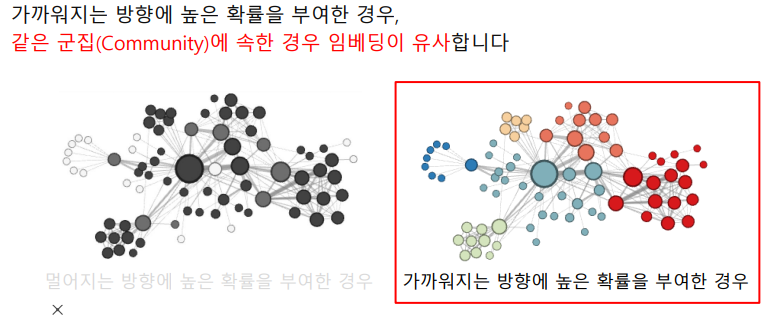 가까워지는 방향에 높은 확률을 부여한 경우,
같은 군집(Community)에 속한 경우 임베딩이 유사합니다
멀어지는 방향에 높은 확률을 부여한 경우
가까워지는 방향에 높은 확률을 부여한 경우